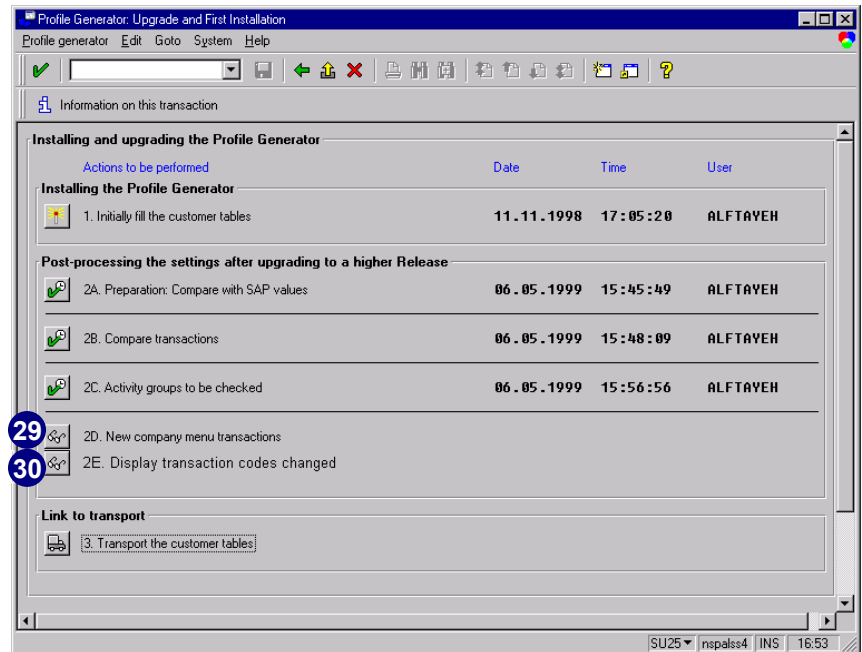 Profile Generator: Upgrade and First Installation
Profile generator Edit Goto System Help
Information on this transaction
Installing and upgrading the Profile Generator
Actions to be performed Date Time User
Installing the Profile Generator
1. Initially fill the customer tables 11.11.1998 17:05:20 ALFTAYEH
Post-processing the settings after upgrading to a higher Release
2A. Preparation: Compare with SAP values 06.05.1999 15:45:49 ALFTAYEH
2B. Compare transactions 06.05.1999 15:48:09 ALFTAYEH
2C. Activity groups to be checked 06.05.1999 15:56:56 ALFTAYEH
29 2D. New company menu transactions
30 2E. Display transaction codes changed
Link to transport
3. Transport the customer tables
SU25 nspalss4 INS 16:53